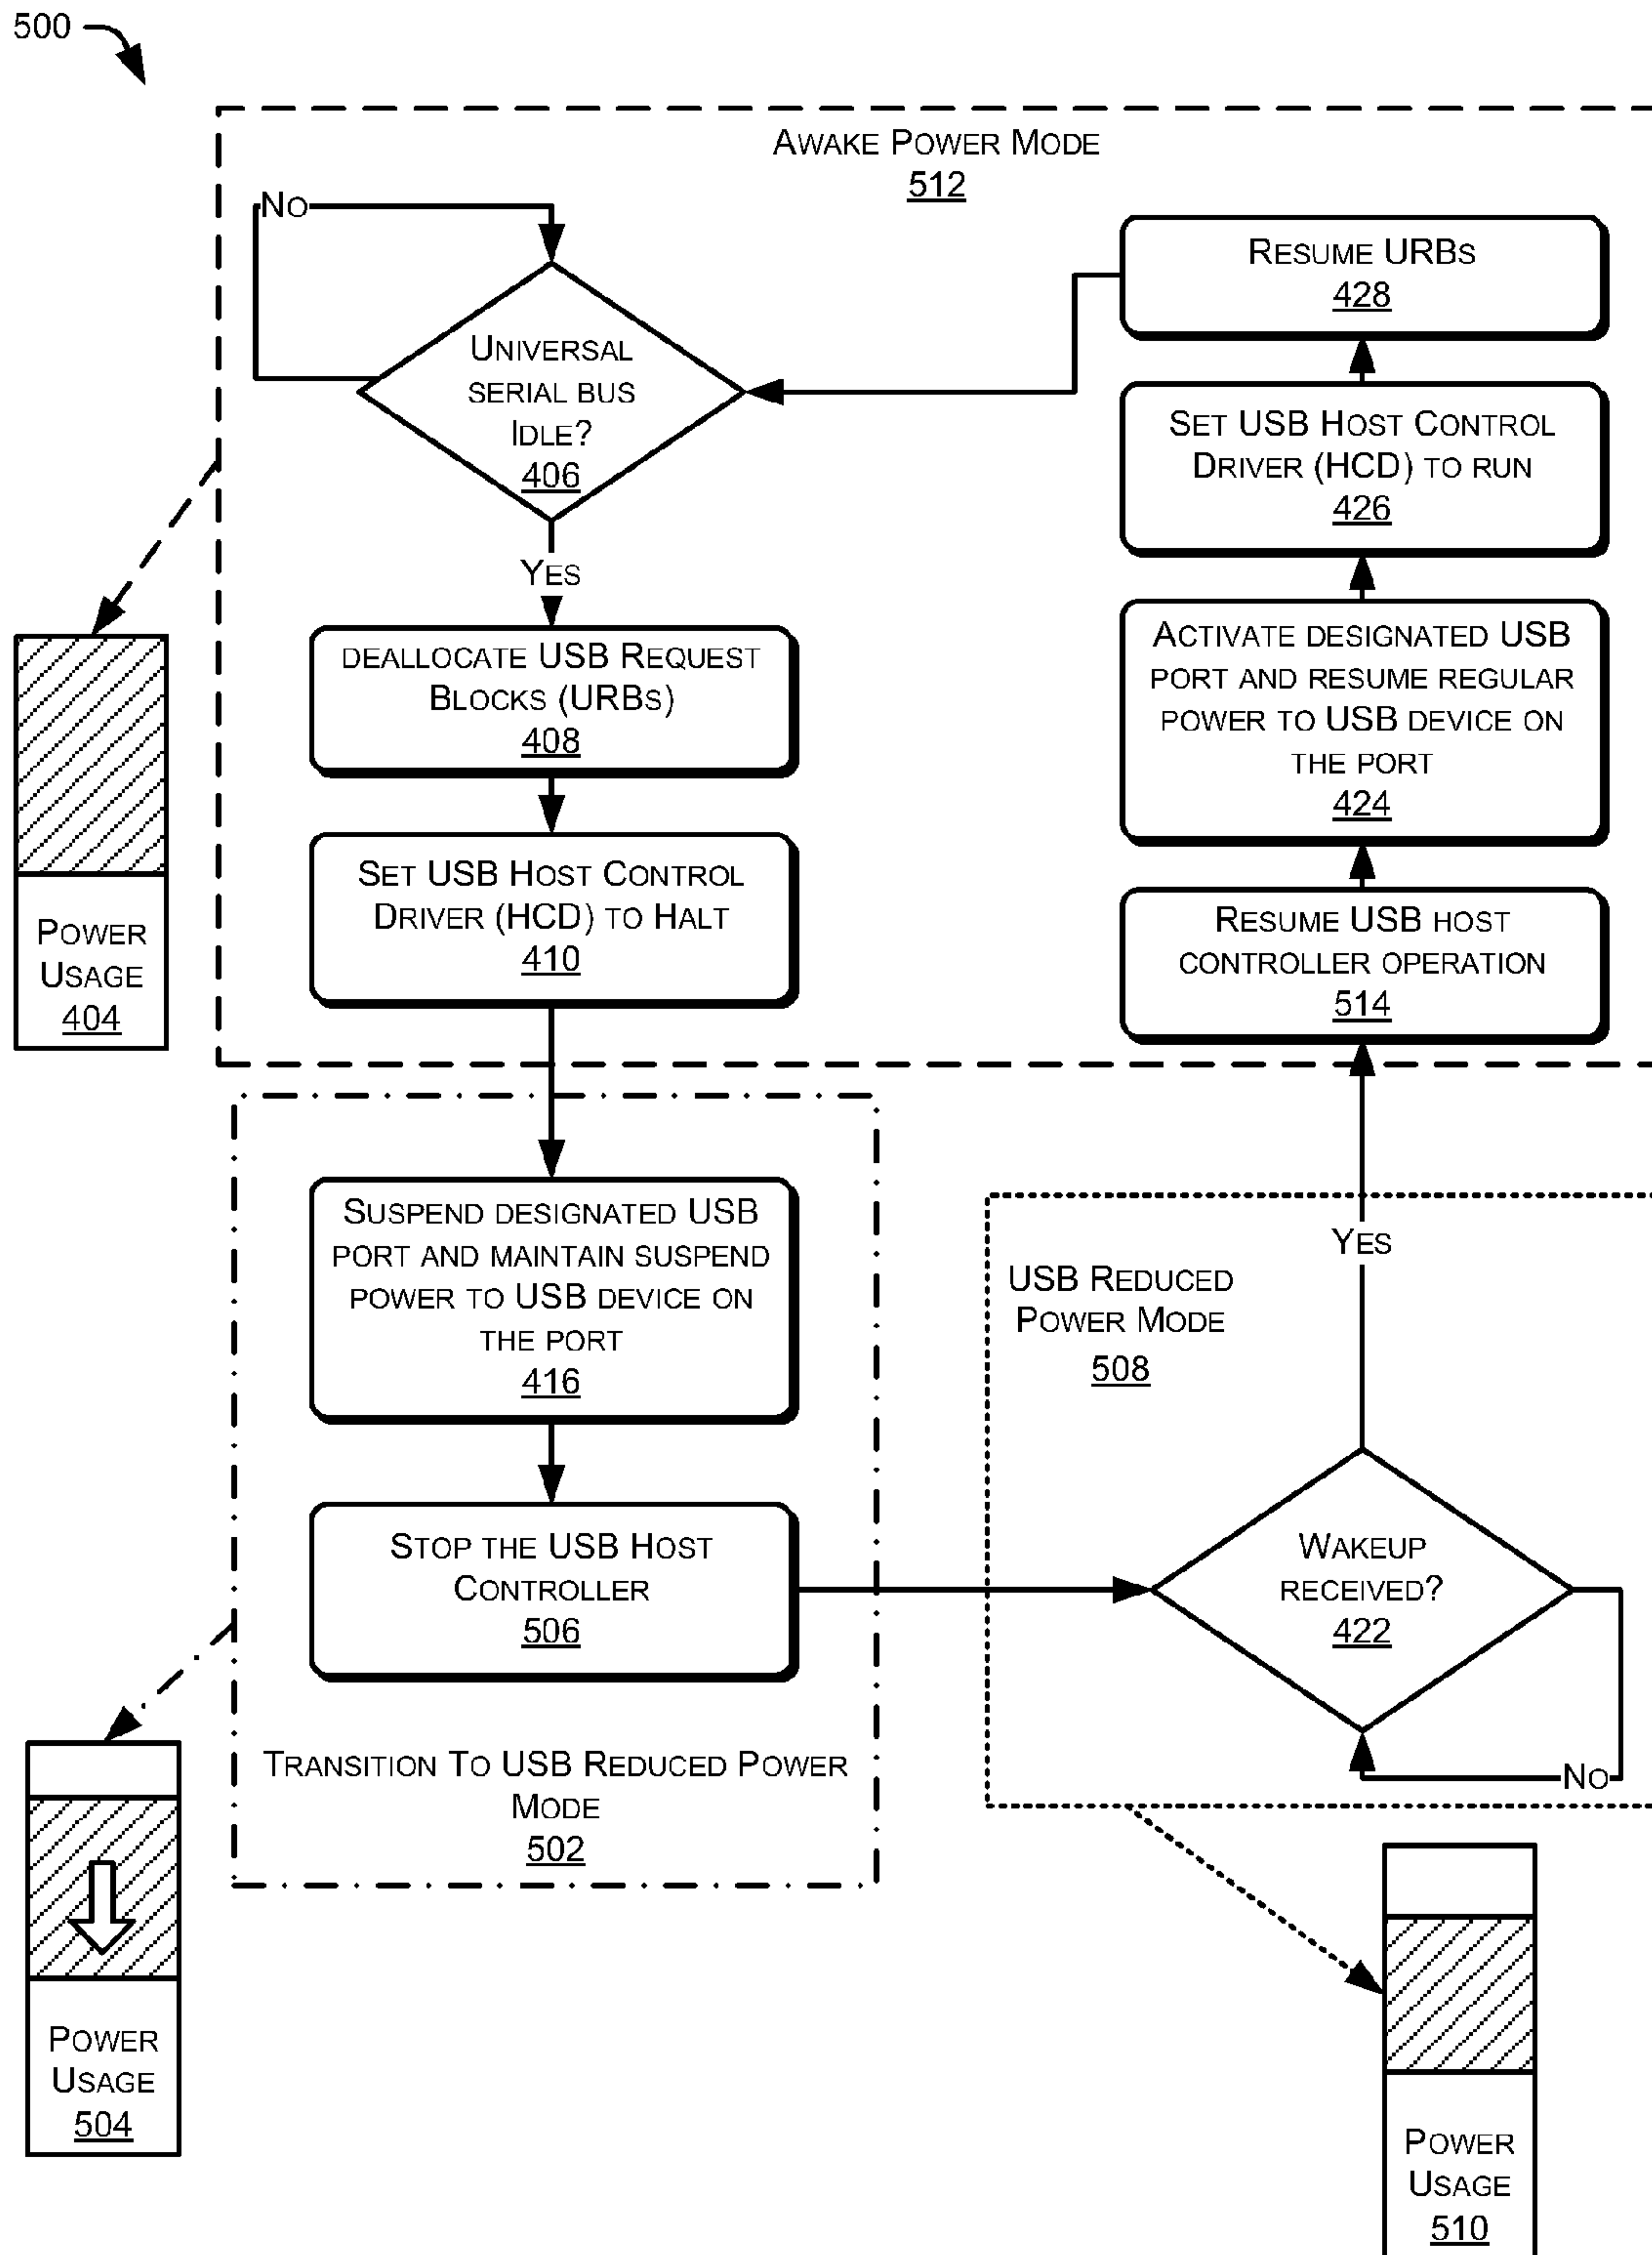 500
Awake Power Mode
512
No
Universal
serial bus
Idle?
406
Yes
deallocate USB Request
Blocks (URBs)
408
Set USB Host Control
Driver (HCD) to Halt
410
Resume URBs
428
Set USB Host Control
Driver (HCD) to run
426
Activate designated USB
port and resume regular
power to USB device on
the port
424
Resume USB host
controller operation
514
Power
Usage
404
Suspend designated USB
port and maintain suspend
power to USB device on
the port
416
Stop the USB Host
Controller
506
Transition To USB Reduced Power
Mode
502
Yes
USB Reduced
Power Mode
508
Wakeup
received?
422
No
Power
Usage
504
Power
Usage
510